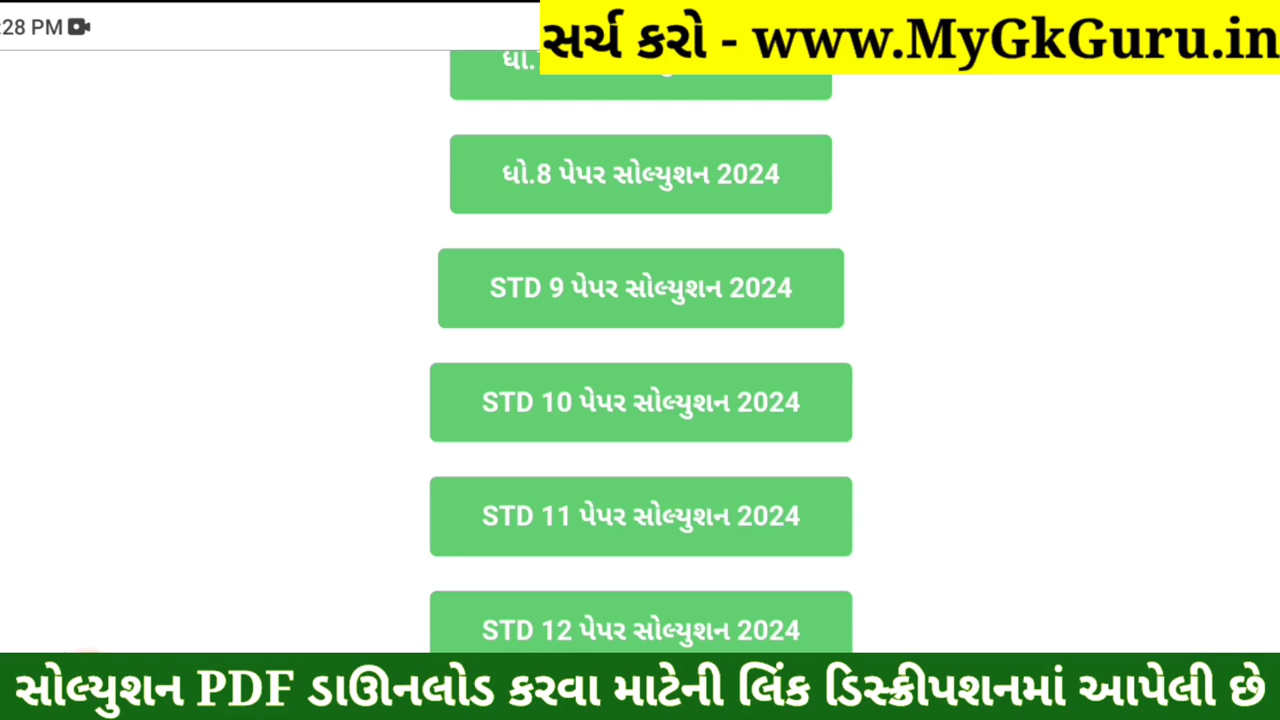 :28 PM
સર્ચ કરો - www.MyGkGuru.in
ધો.8 પેપર સોલ્યુશન 2024
STD 9 પેપર સોલ્યુશન 2024
STD 10 પેપર સોલ્યુશન 2024
STD 11 પેપર સોલ્યુશન 2024
STD 12 પેપર સોલ્યુશન 2024
સોલ્યુશન PDF ડાઊનલોડ કરવા માટેની લિંક ડિસ્ક્રીપશનમાં આપેલી છે